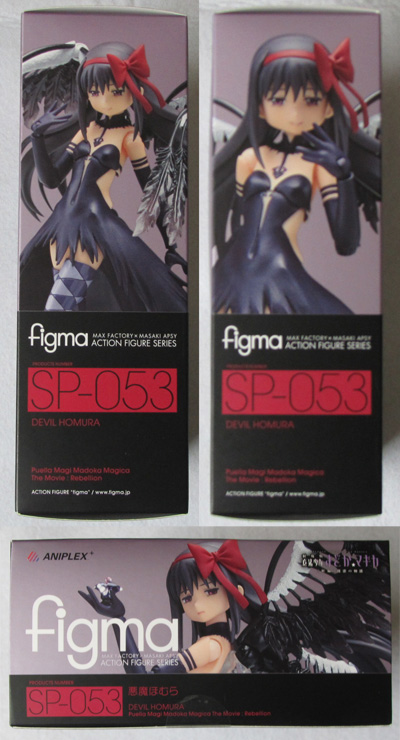 figma
MAX FACTORY × MASAKI APSY
ACTION FIGURE SERIES
PRODUCTS NUMBER
SP-053
DEVIL HOMURA
Puella Magi Madoka Magica
The Movie : Rebellion
ACTION FIGURE "figma" / www.figma.jp
figma
MAX FACTORY × MASAKI APSY
ACTION FIGURE SERIES
PRODUCTS NUMBER
SP-053
DEVIL HOMURA
Puella Magi Madoka Magica
The Movie : Rebellion
ACTION FIGURE "figma" / www.figma.jp
ANIPLEX
figma
MAX FACTORY × MASAKI APSY
ACTION FIGURE SERIES
PRODUCTS NUMBER
SP-053
悪魔ほむら
DEVIL HOMURA
Puella Magi Madoka Magica The Movie : Rebellion